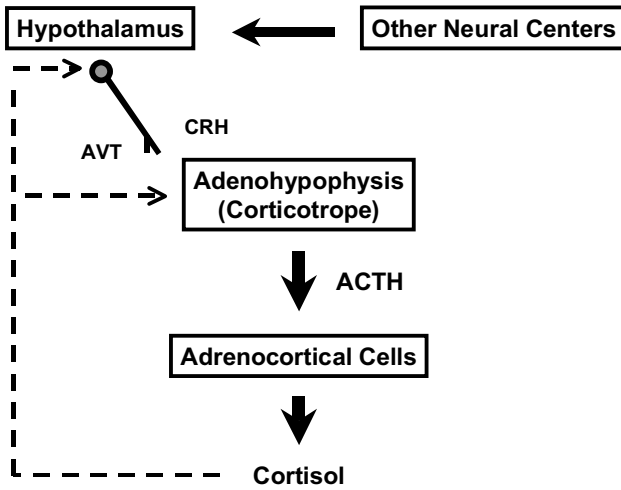 Hypothalamus
Other Neural Centers
CRH
AVT
Adenohypophysis
(Corticotrope)
ACTH
Adrenocortical Cells
Cortisol